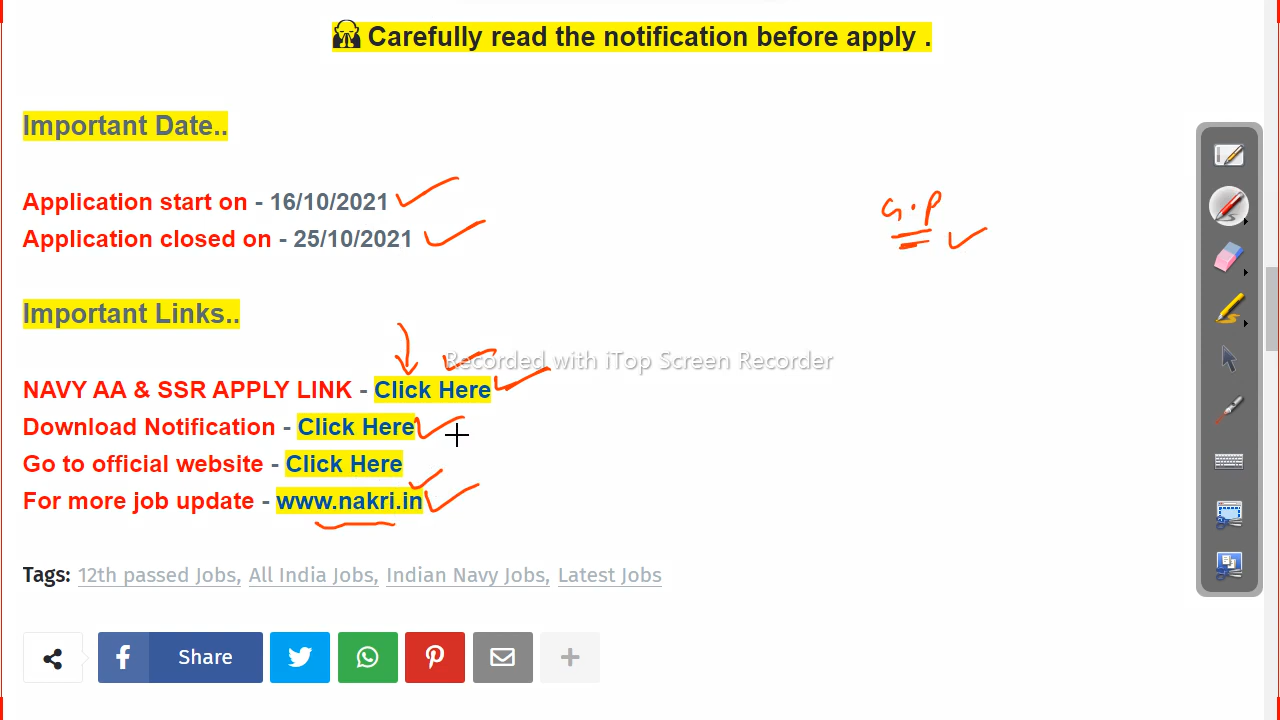 Carefully read the notification before apply .
Important Date..
Application start on - 16/10/2021
Application closed on - 25/10/2021
G.P
Important Links..
Recorded with iTop Screen Recorder
NAVY AA & SSR APPLY LINK - Click Here
Download Notification - Click Here
Go to official website - Click Here
For more job update - www.nakri.in
Tags: 12th passed Jobs, All India Jobs, Indian Navy Jobs, Latest Jobs
Share